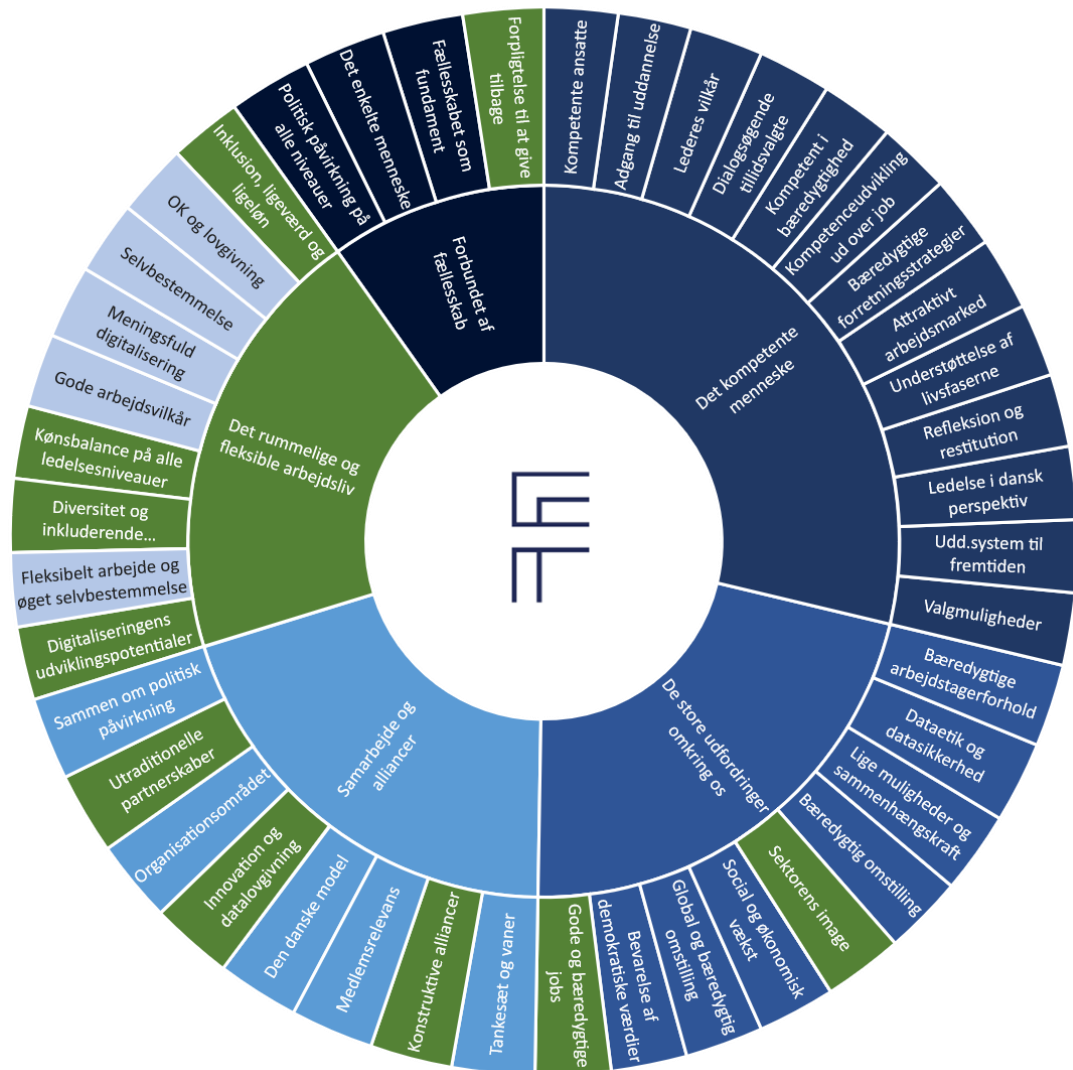 Kompetente ansatte
Adgang til uddannelse
Lederes vilkår
Dialogsøgende
tillidsvalgte
Kompetent i
bæredygtighed
Kompetenceudvikling
ud over job
Bæredygtige
forretningsstrategier
Attraktivt
arbejdsmarked
Understøttelse af
livsfaserne
Refleksion og
restitution
Ledelse i dansk
perspektiv
Udd.system til
fremtiden
Valgmuligheder
Det kompetente
menneske
Bæredygtige
arbejdstagerforhold
Dataetik og
datasikkerhed
Lige muligheder og
sammenhængskraft
Bæredygtig omstilling
Sektorens image
Social og økonomisk
vækst
Global og bæredygtig
omstilling
Bevarelse af
demokratiske værdier
Gode og bæredygtige
jobs
De store udfordringer
omkring os
Tankesæt og vaner
Konstruktive alliancer
Medlemsrelevans
Den danske model
Innovation og
datalovgivning
Organisationsområdet
Utraditionelle
partnerskaber
Sammen om politisk
påvirkning
Samarbejde og
alliancer
Digitaliseringens
udviklingspotentialer
Fleksibelt arbejde og
øget selvbestemmelse
Diversitet og
inkluderende...
Kønsbalance på alle
ledelsesniveauer
Gode arbejdsvilkår
Meningsfuld
digitalisering
Selvbestemmelse
OK og lovgivning
Inklusion, ligeværd og
ligeløn
Det rummelige og
fleksible arbejdsliv
Politisk påvirkning på
alle niveauer
Det enkelte menneske
Fællesskabet som
fundament
Forpligtelse til at give
tilbage
Forbundet af
fællesskab